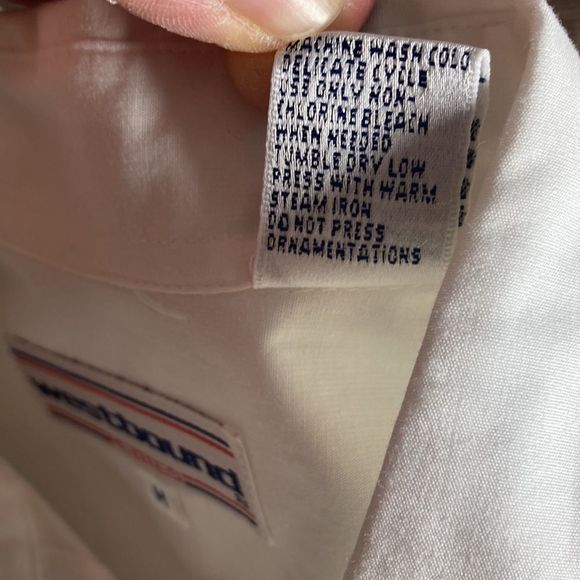 MACHINE WASH COLD
DELICATE CYCLE
USE ONLY NON-
CHLORINE BLEACH
WHEN NEEDED
TUMBLE DRY LOW
PRESS WITH WARM
STEAM IRON
DO NOT PRESS
ORNAMENTATIONS
westbound
M